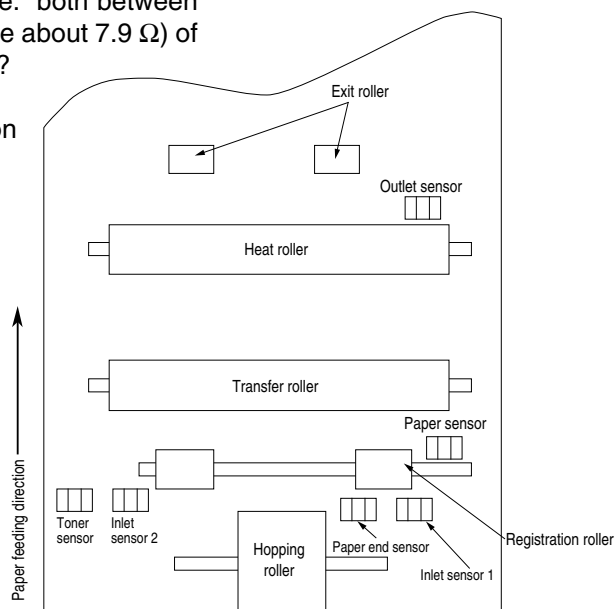 e. both between
e about 7.9 Ω) of
?
on
Exit roller
Outlet sensor
Heat roller
Transfer roller
Paper sensor
Paper feeding direction
Toner
sensor
Inlet
sensor 2
Hopping
roller
Paper end sensor
Registration roller
Inlet sensor 1